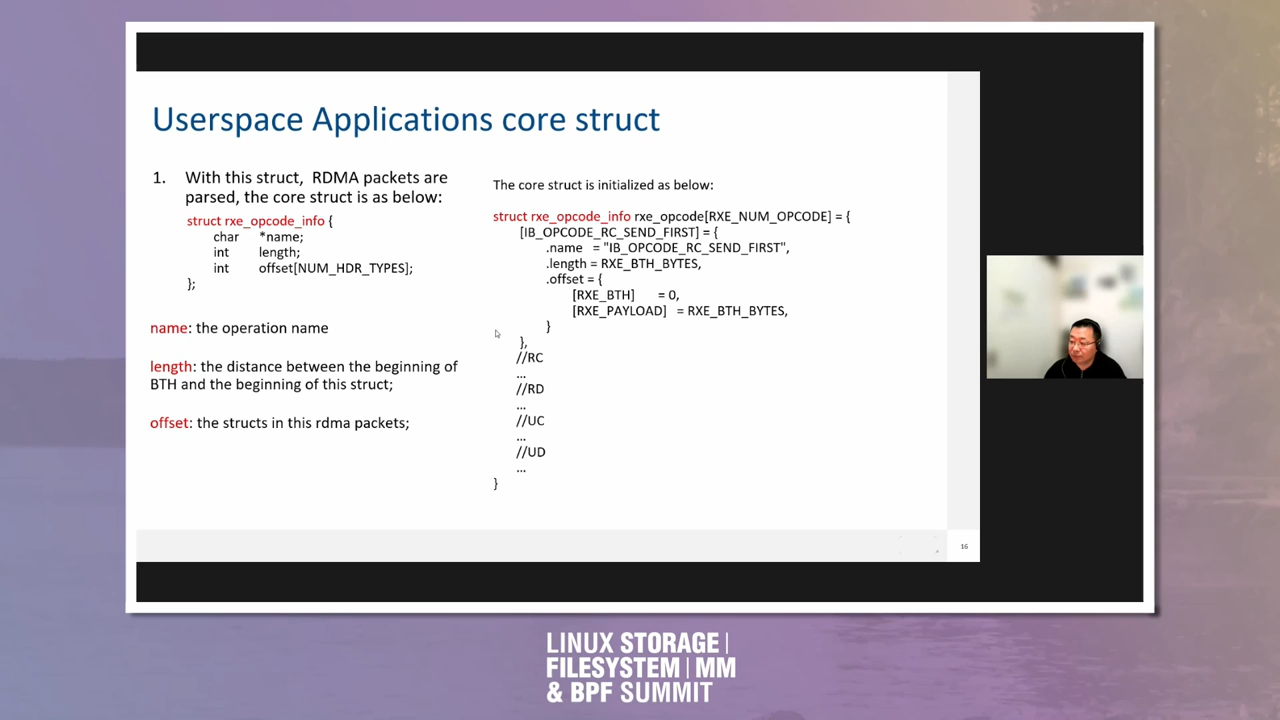 Userspace Applications core struct
1. With this struct, RDMA packets are
parsed, the core struct is as below:
struct rxe_opcode_info {
char *name;
int length;
int offset[NUM_HDR_TYPES];
};
name: the operation name
length: the distance between the beginning of
BTH and the beginning of this struct;
offset: the structs in this rdma packets;
The core struct is initialized as below:
struct rxe_opcode_info rxe_opcode[RXE_NUM_OPCODE] = {
[IB_OPCODE_RC_SEND_FIRST] = {
.name = "IB_OPCODE_RC_SEND_FIRST",
.length = RXE_BTH_BYTES,
.offset = {
[RXE_BTH] = 0,
[RXE_PAYLOAD] = RXE_BTH_BYTES,
}
},
//RC
...
//RD
...
//UC
...
//UD
...
}
16
LINUX STORAGE |
FILESYSTEM | MM
& BPF SUMMIT